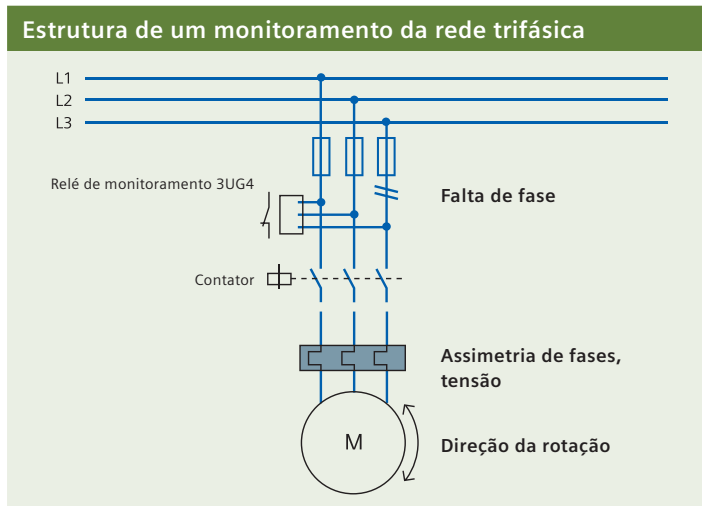 Estrutura de um monitoramento da rede trifásica
L1
L2
L3
Relé de monitoramento 3UG4
Falta de fase
Contator
Assimetria de fases,
tensão
M
Direção da rotação